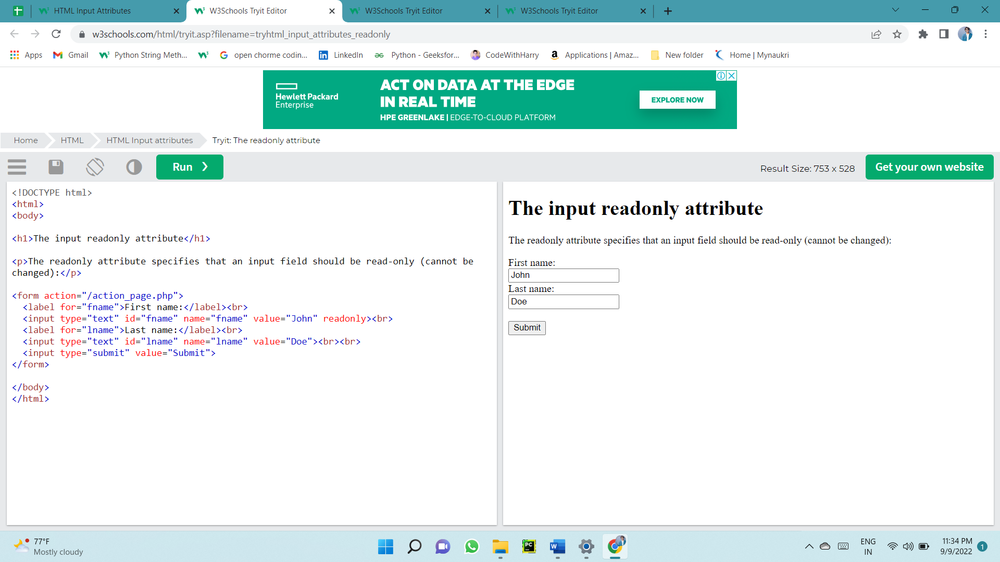 HTML Input Attributes
W3Schools Tryit Editor
W3Schools Tryit Editor
W3Schools Tryit Editor
w3schools.com/html/tryit.asp?filename=tryhtml_input_attributes_readonly
Apps
Gmail
Python String Meth...
open chorme codin...
LinkedIn
Python - Geeksfor...
CodeWithHarry
Applications | Amaz...
New folder
Home | Mynaukri
Hewlett Packard
Enterprise
ACT ON DATA AT THE EDGE
IN REAL TIME
HPE GREENLAKE | EDGE-TO-CLOUD PLATFORM
EXPLORE NOW
Home
HTML
HTML Input attributes
Tryit: The readonly attribute
Run ❯
Result Size: 753 x 528
Get your own website
<!DOCTYPE html>
<html>
<body>
<h1>The input readonly attribute</h1>
<p>The readonly attribute specifies that an input field should be read-only (cannot be
changed):</p>
<form action="/action_page.php">
<label for="fname">First name:</label><br>
<input type="text" id="fname" name="fname" value="John" readonly><br>
<label for="lname">Last name:</label><br>
<input type="text" id="lname" name="lname" value="Doe"><br><br>
<input type="submit" value="Submit">
</form>
</body>
</html>
The input readonly attribute
The readonly attribute specifies that an input field should be read-only (cannot be changed):
First name:
John
Last name:
Doe
Submit
77°F
Mostly cloudy
PC
W
ENG
IN
11:34 PM
9/9/2022
1